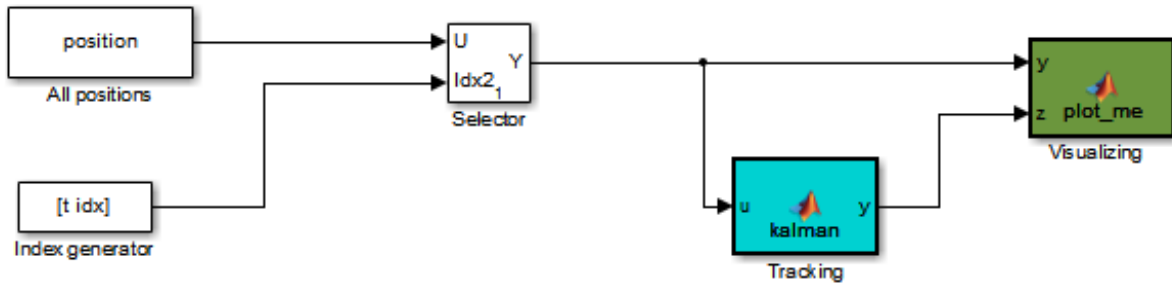 position
All positions
U
Y
Idx2
1
Selector
[t idx]
Index generator
u
y
kalman
Tracking
y
z
plot_me
Visualizing